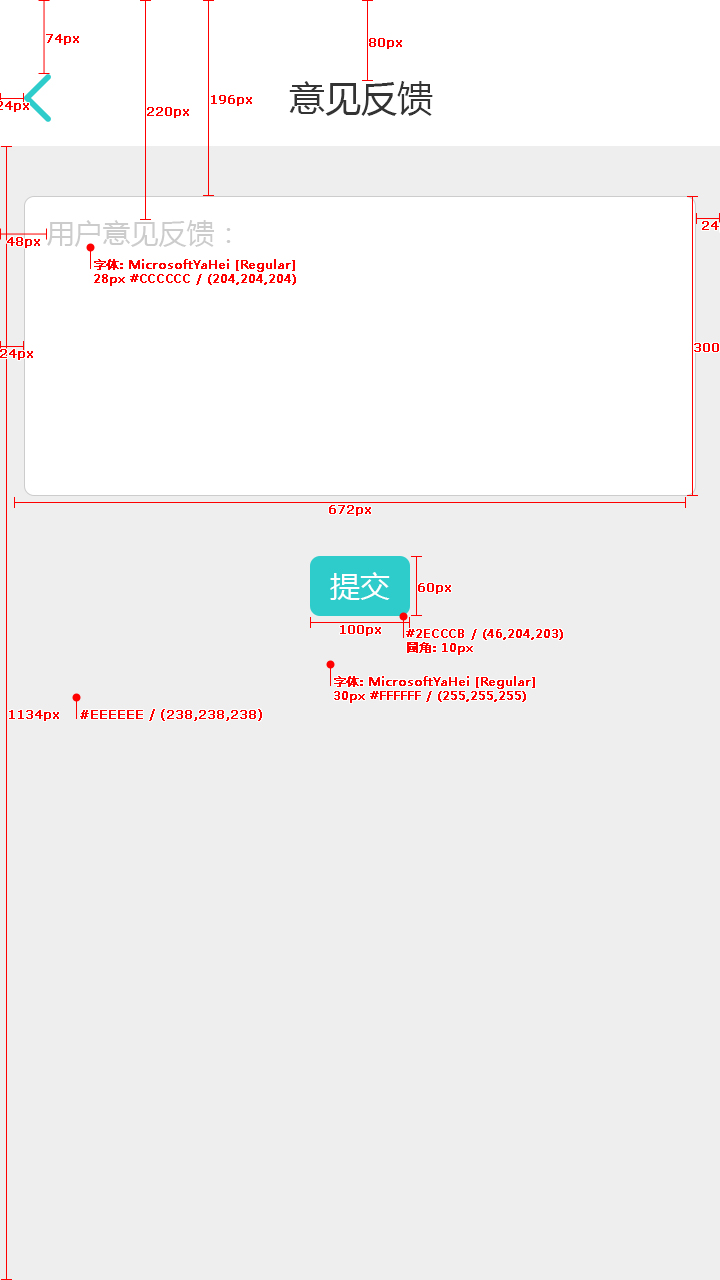 74px
80px
24px
意见反馈
220px
196px
用户意见反馈：
48px
24
字体: MicrosoftYaHei [Regular]
28px #CCCCCC / (204,204,204)
24px
300
672px
提交
60px
100px
#2ECCCB / (46,204,203)
圆角: 10px
字体: MicrosoftYaHei [Regular]
30px #FFFFFF / (255,255,255)
1134px
#EEEEEE / (238,238,238)